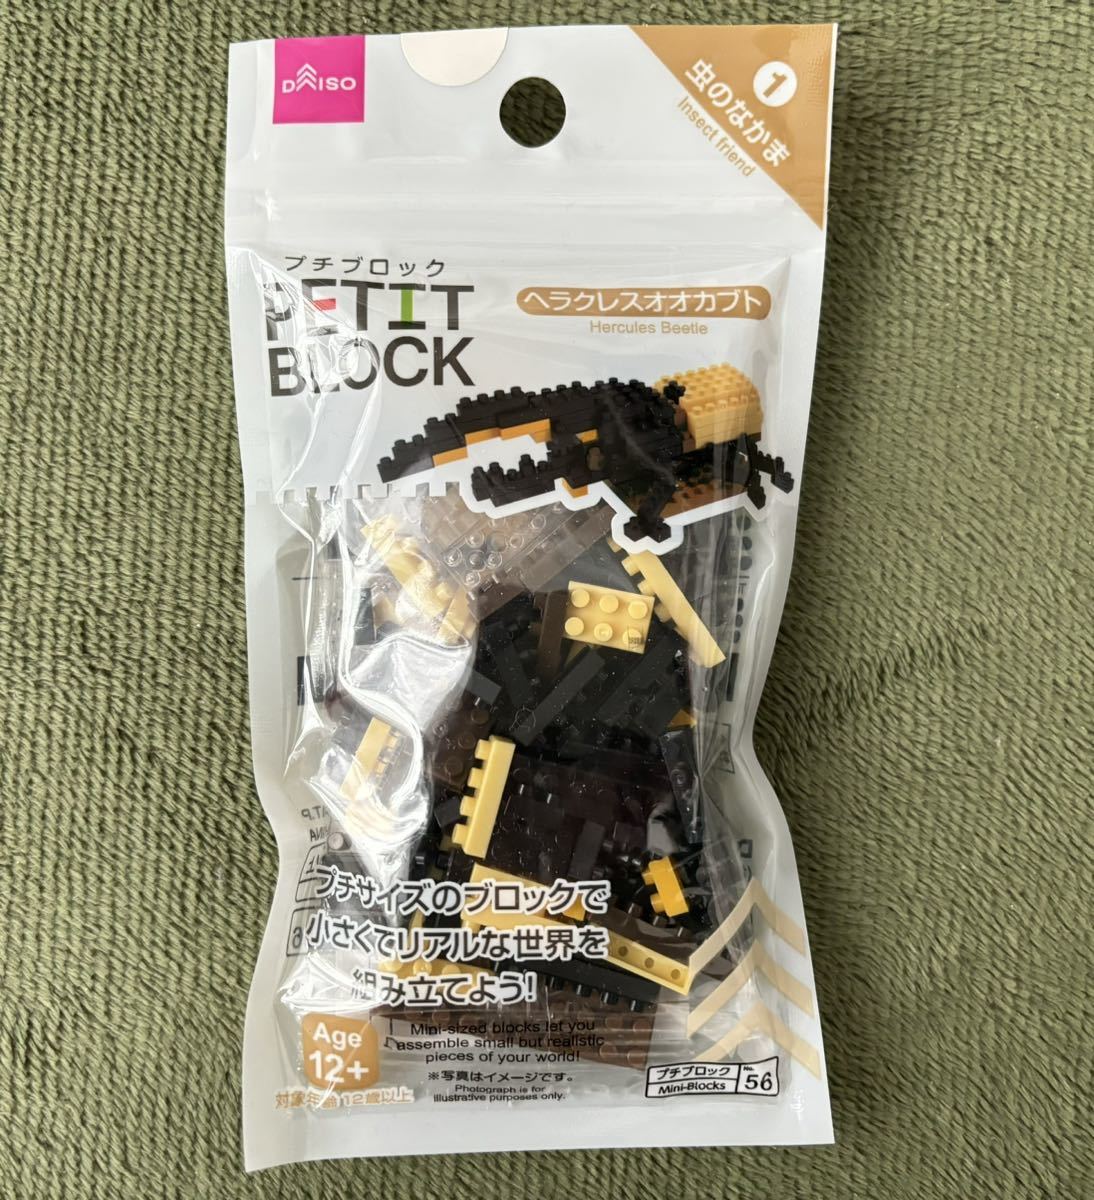 DAISO
1
虫のなかま
Insect friend
プチブロック
PETIT
BLOCK
ヘラクレスオオカブト
Hercules Beetle
プチサイズのブロックで
小さくてリアルな世界を
組み立てよう!
Mini-sized blocks let you
assemble small but realistic
pieces of your world!
※写真はイメージです。
Photograph is for
illustrative purposes only.
Age
12+
対象年齢 12歳以上
プチブロック
Mini-Blocks
No.
56